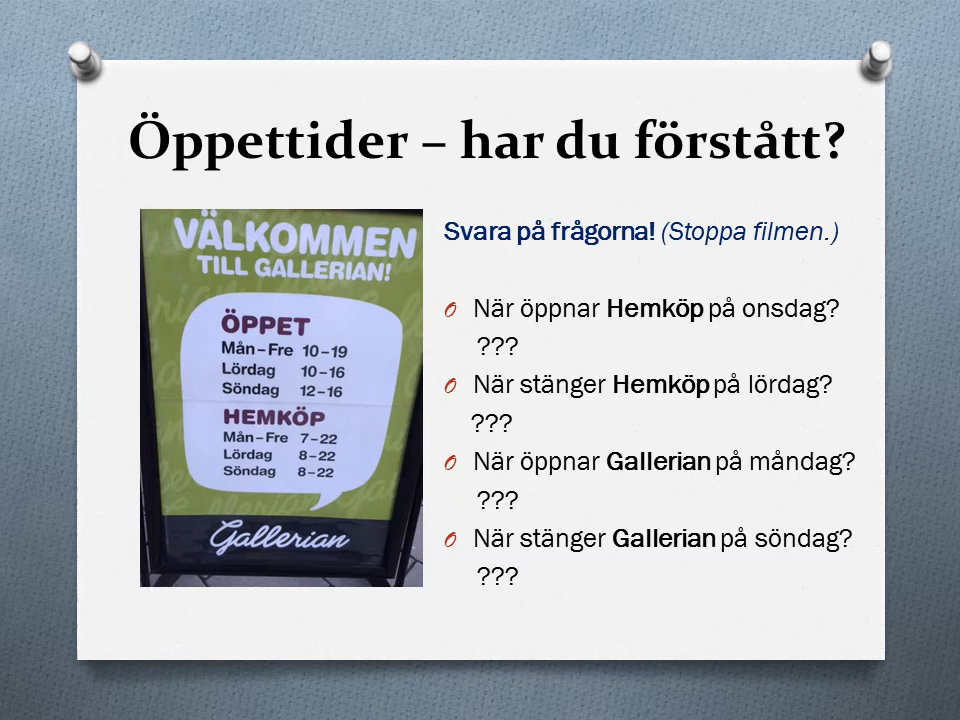 Öppettider – har du förstått?
VÄLKOMMEN
TILL GALLERIAN!
ÖPPET
Mån–Fre 10–19
Lördag 10–16
Söndag 12–16
HEMKÖP
Mån–Fre 7–22
Lördag 8–22
Söndag 8–22
Gallerian
Svara på frågorna! (Stoppa filmen.)
När öppnar Hemköp på onsdag?
???
När stänger Hemköp på lördag?
???
När öppnar Gallerian på måndag?
???
När stänger Gallerian på söndag?
???